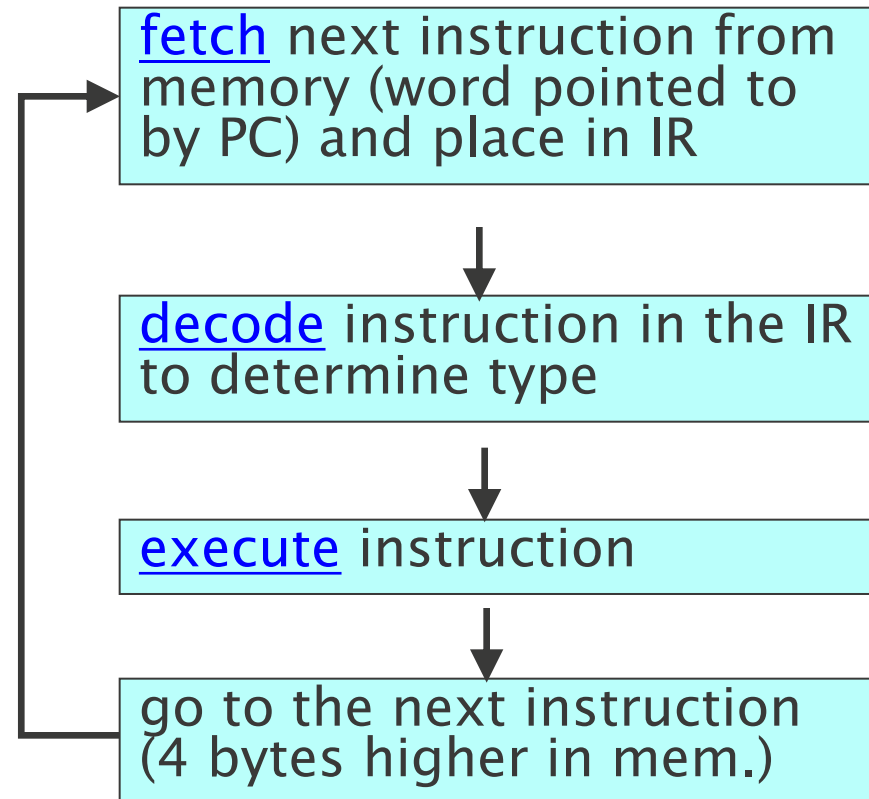 fetch next instruction from
memory (word pointed to
by PC) and place in IR
decode instruction in the IR
to determine type
execute instruction
go to the next instruction
(4 bytes higher in mem.)